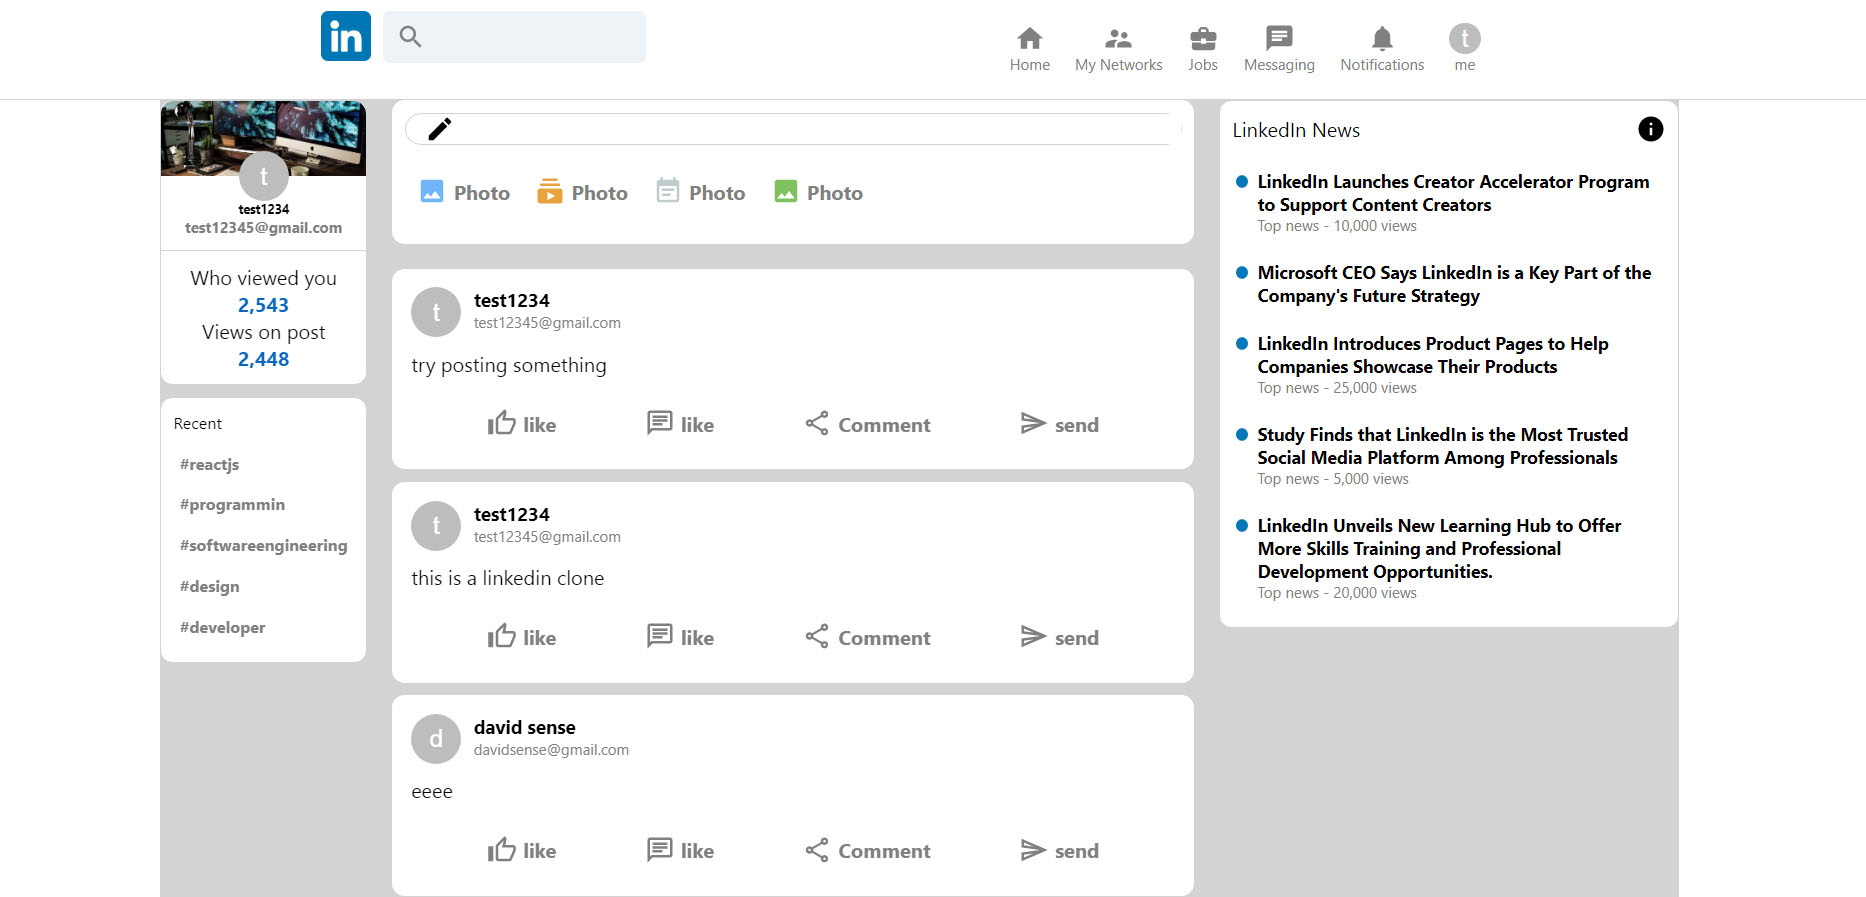 in
Home
My Networks
Jobs
Messaging
Notifications
t
me
t
test1234
test12345@gmail.com
Who viewed you
2,543
Views on post
2,448
Recent
#reactjs
#programmin
#softwareengineering
#design
#developer
Photo
Photo
Photo
Photo
t
test1234
test12345@gmail.com
try posting something
like
like
Comment
send
t
test1234
test12345@gmail.com
this is a linkedin clone
like
like
Comment
send
d
david sense
davidsense@gmail.com
eeee
like
like
Comment
send
LinkedIn News
LinkedIn Launches Creator Accelerator Program
to Support Content Creators
Top news - 10,000 views
Microsoft CEO Says LinkedIn is a Key Part of the
Company's Future Strategy
LinkedIn Introduces Product Pages to Help
Companies Showcase Their Products
Top news - 25,000 views
Study Finds that LinkedIn is the Most Trusted
Social Media Platform Among Professionals
Top news - 5,000 views
LinkedIn Unveils New Learning Hub to Offer
More Skills Training and Professional
Development Opportunities.
Top news - 20,000 views